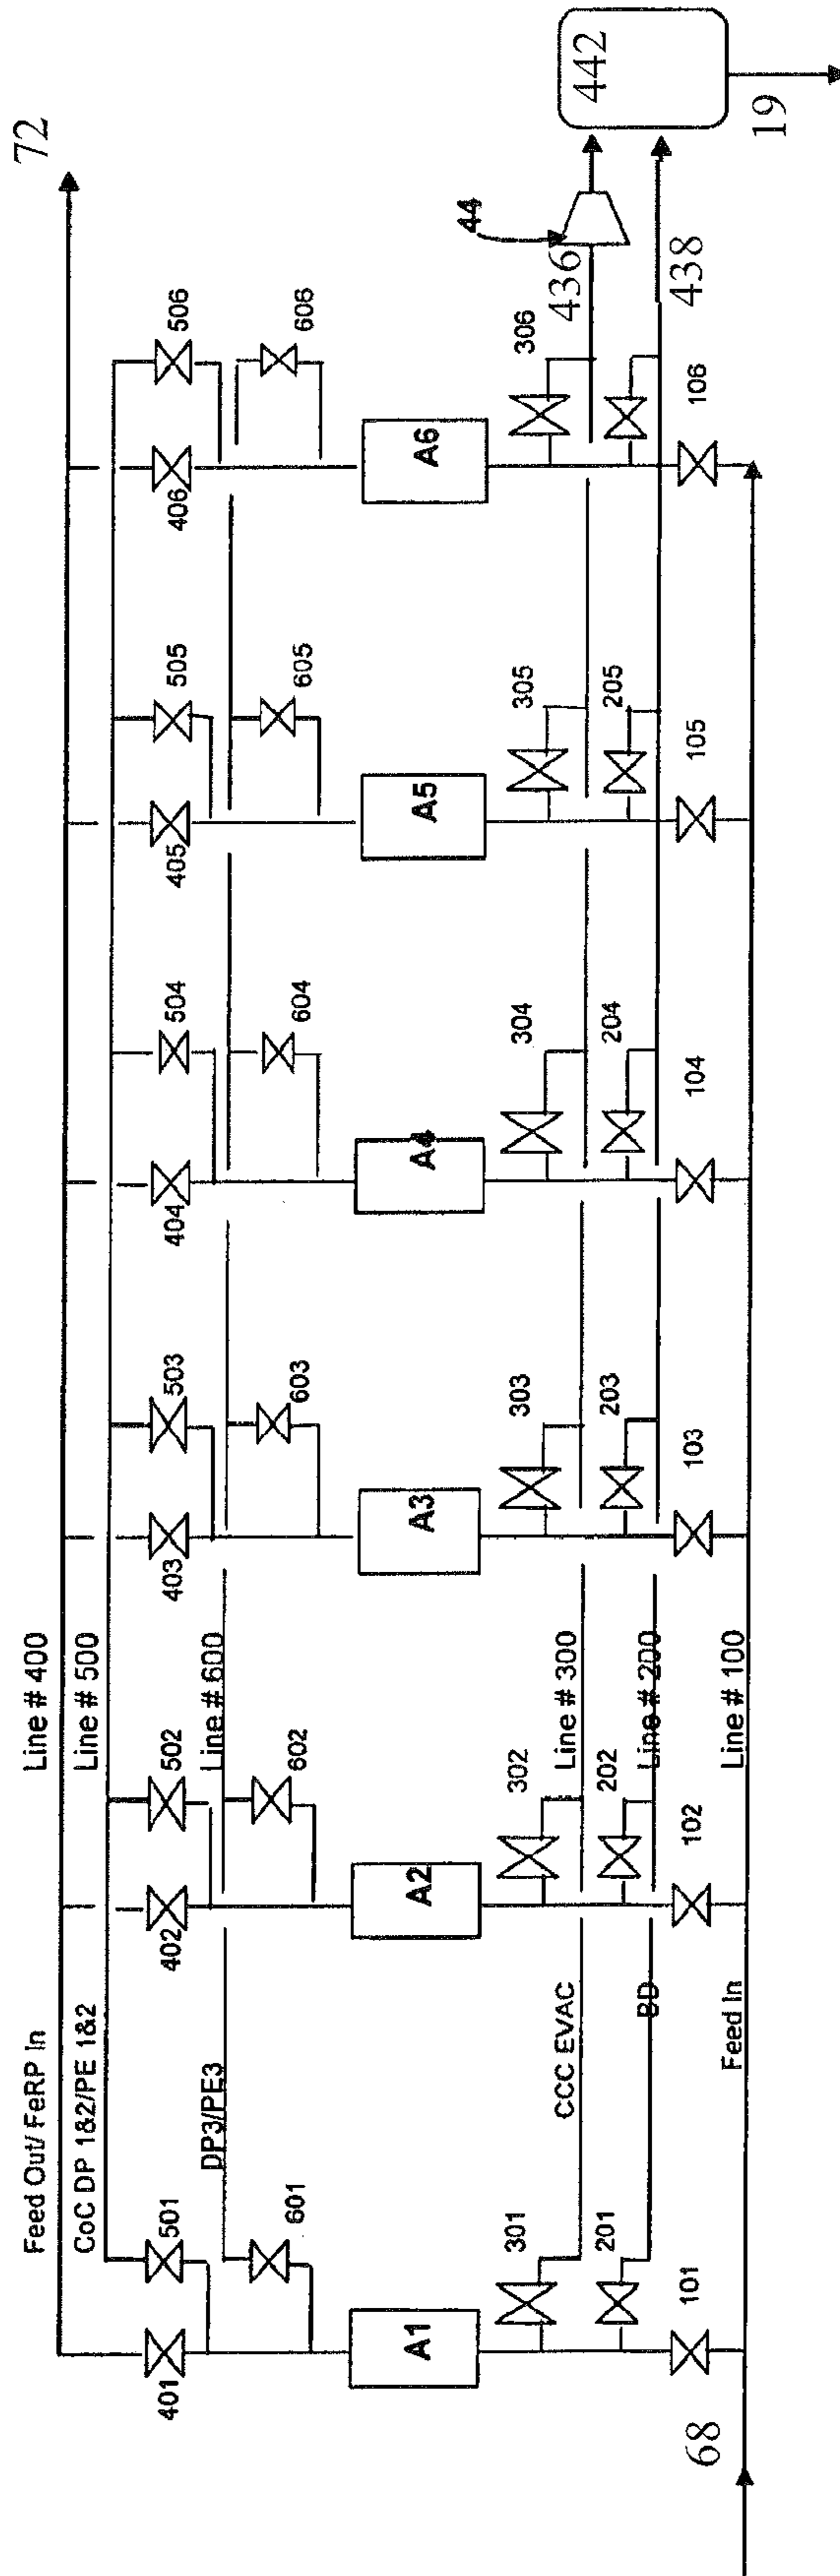 72
Feed Out/ FeRP In
Line # 400
CoC DP 1&2/PE 1&2
Line # 500
401
501
402
502
403
503
404
504
405
505
406
506
DP3/PE3
Line # 600
601
602
603
604
605
606
A1
A2
A3
A4
A5
A6
301
302
303
304
305
306
44
436
442
CCC EVAC
Line # 300
201
202
203
204
205
438
BD
Line # 200
19
101
102
103
104
105
106
68
Feed In
Line # 100